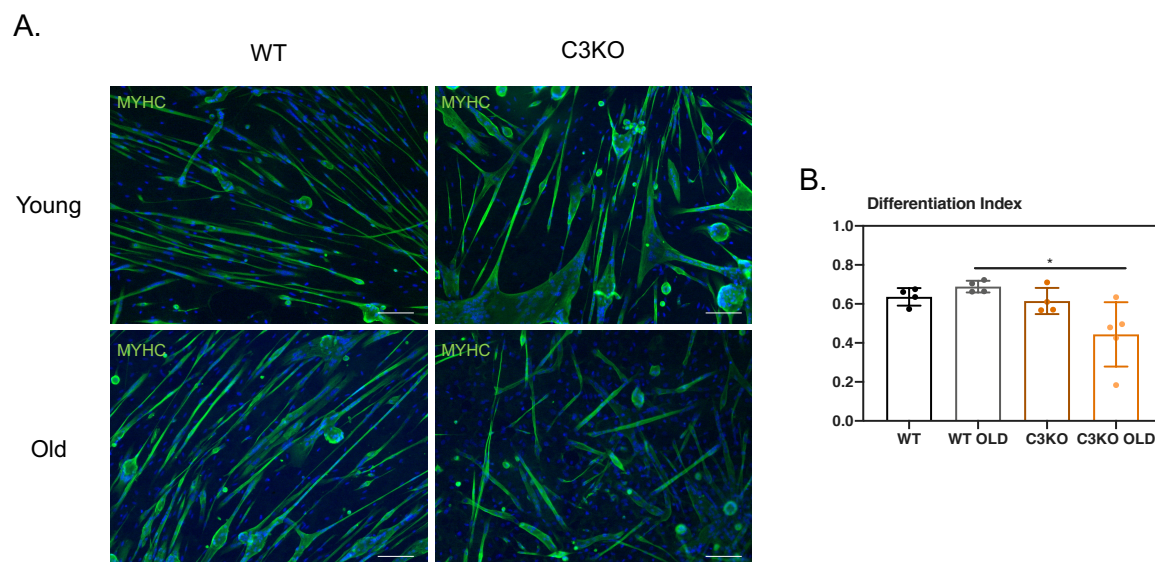 A.
WT
C3KO
Young
MYHC
MYHC
Old
MYHC
MYHC
B.
Differentiation Index
*
1.0
0.8
0.6
0.4
0.2
0.0
WT
WT OLD
C3KO
C3KO OLD